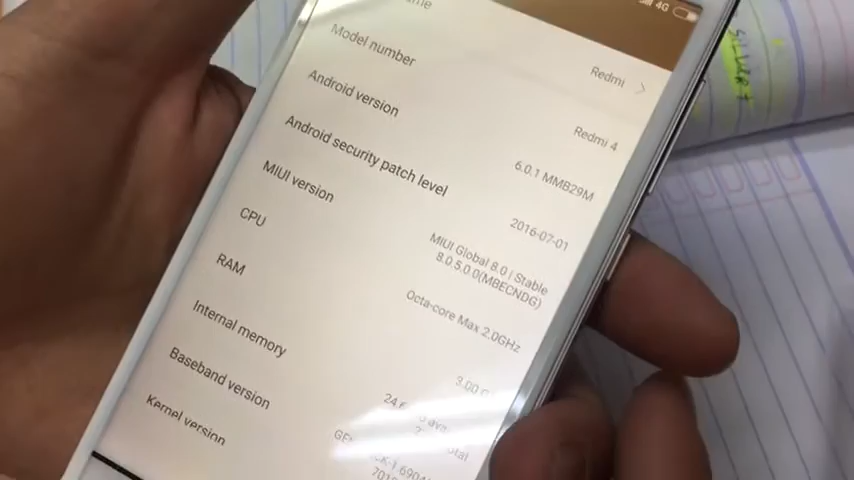 4G
Redmi
Model number
Redmi 4
Android version
6.0.1 MMB29M
Android security patch level
2016-07-01
MIUI version
MIUI Global 8.0 | Stable
8.0.5.0.0(MBECNDG)
CPU
Octa-core Max 2.0GHz
RAM
3.00
Internal memory
Baseband version
Kernel version